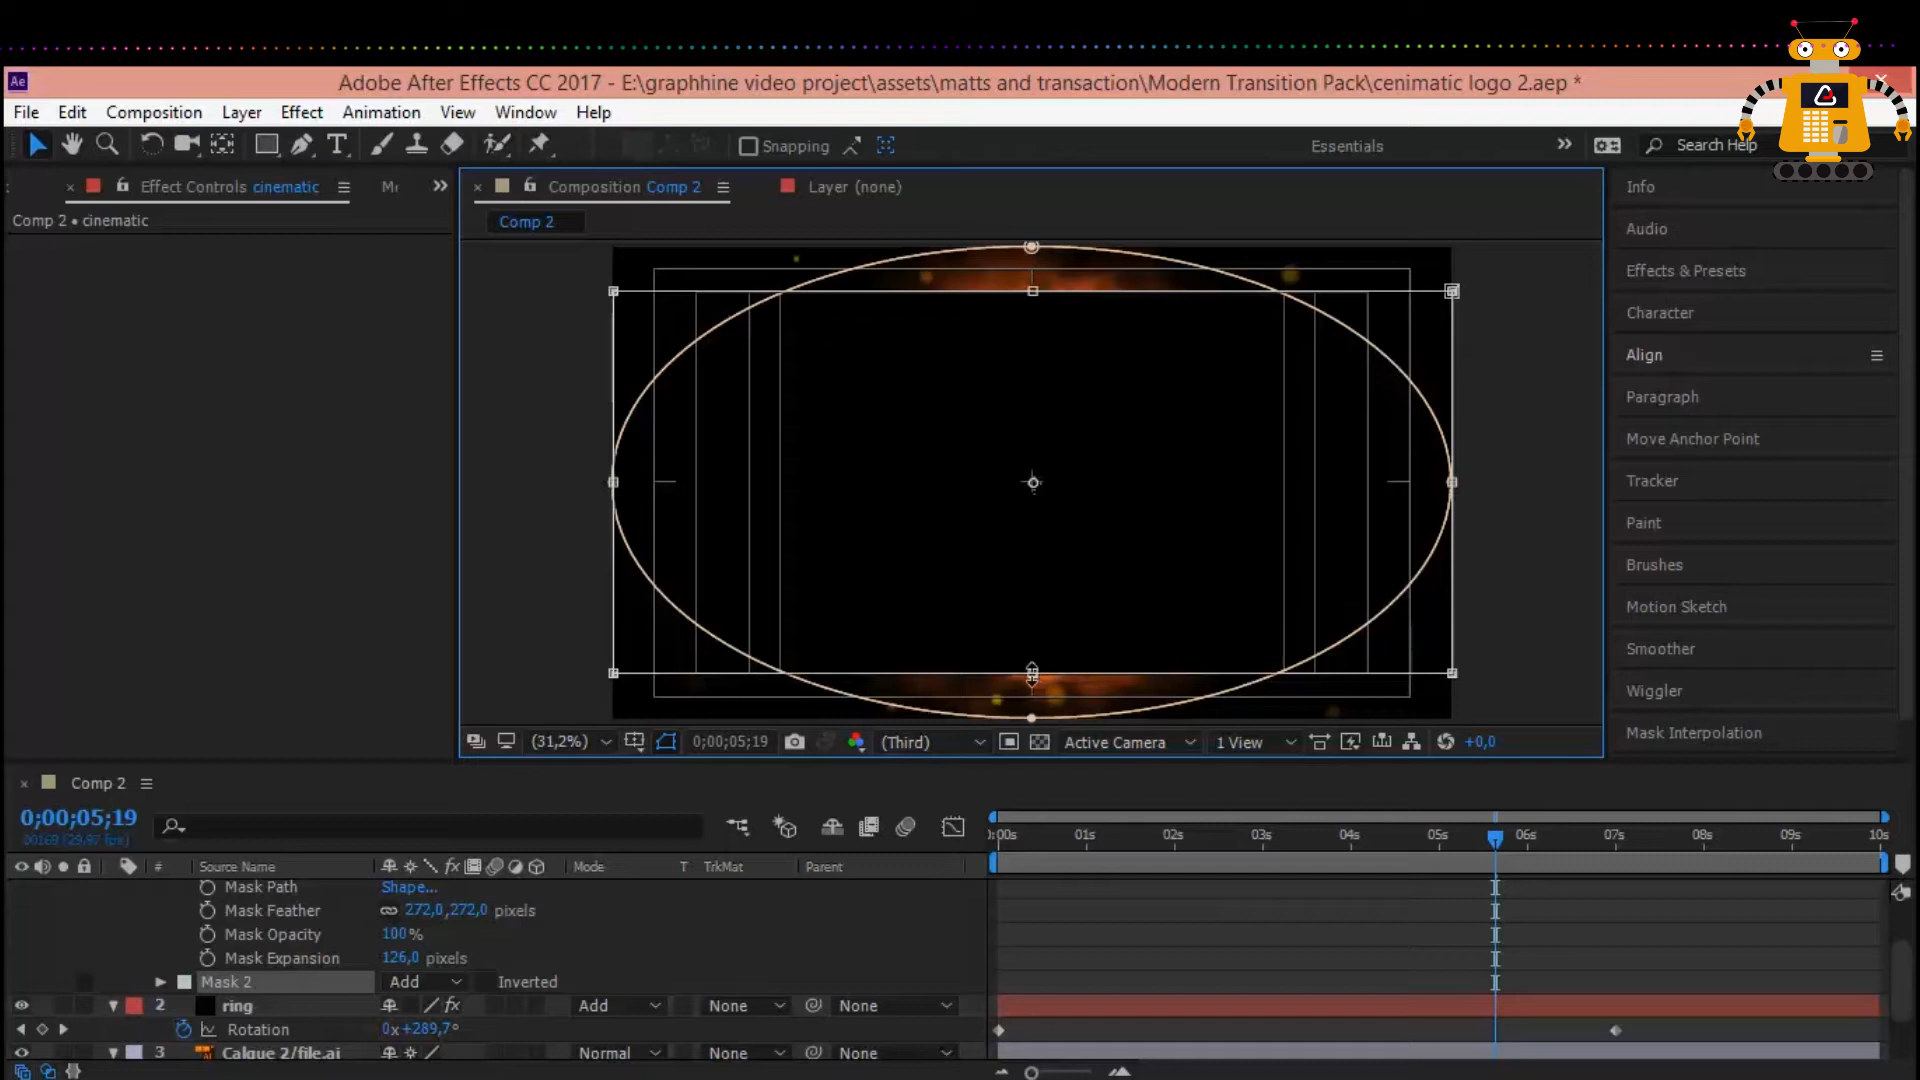 Ae Adobe After Effects CC 2017 - E:\graphhine video project\assets\matts and transaction\Modern Transition Pack\cenimatic logo 2.aep *
File Edit Composition Layer Effect Animation View Window Help
Snapping Essentials Search Help
Effect Controls cinematic Composition Comp 2 Layer (none) Info
Comp 2 • cinematic Comp 2
Audio
Effects & Presets
Character
Align
Paragraph
Move Anchor Point
Tracker
Paint
Brushes
Motion Sketch
Smoother
Wiggler
Mask Interpolation
(31,2%) 0;00;05;19 (Third) Active Camera 1 View +0,0
Comp 2
0;00;05;19
00169 (29.97 fps)
:00s 01s 02s 03s 04s 05s 06s 07s 08s 09s 10s
# Source Name fx Mode T TrkMat Parent
Mask Path Shape...
Mask Feather 272,0,272,0 pixels
Mask Opacity 100%
Mask Expansion 126,0 pixels
Mask 2 Add Inverted
2 ring fx Add None None
Rotation 0x+289,7°
3 Calque 2/file.ai Normal None None